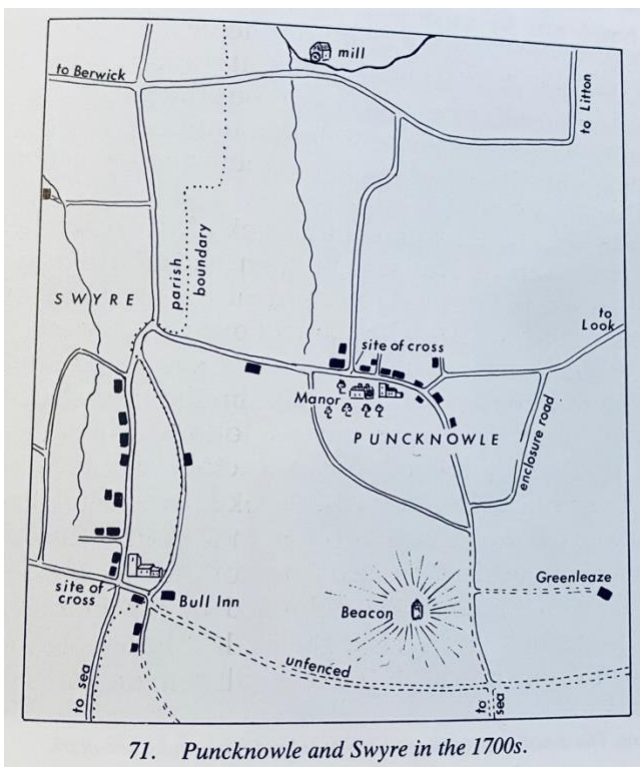 mill
to Berwick
to Litton
parish
boundary
SWYRE
to
Look
site of cross
Manor
PUNCKNOWLE
enclosure road
Greenleaze
site of
cross
Bull Inn
Beacon
unfenced
to sea
to
sea
71. Puncknowle and Swyre in the 1700s.